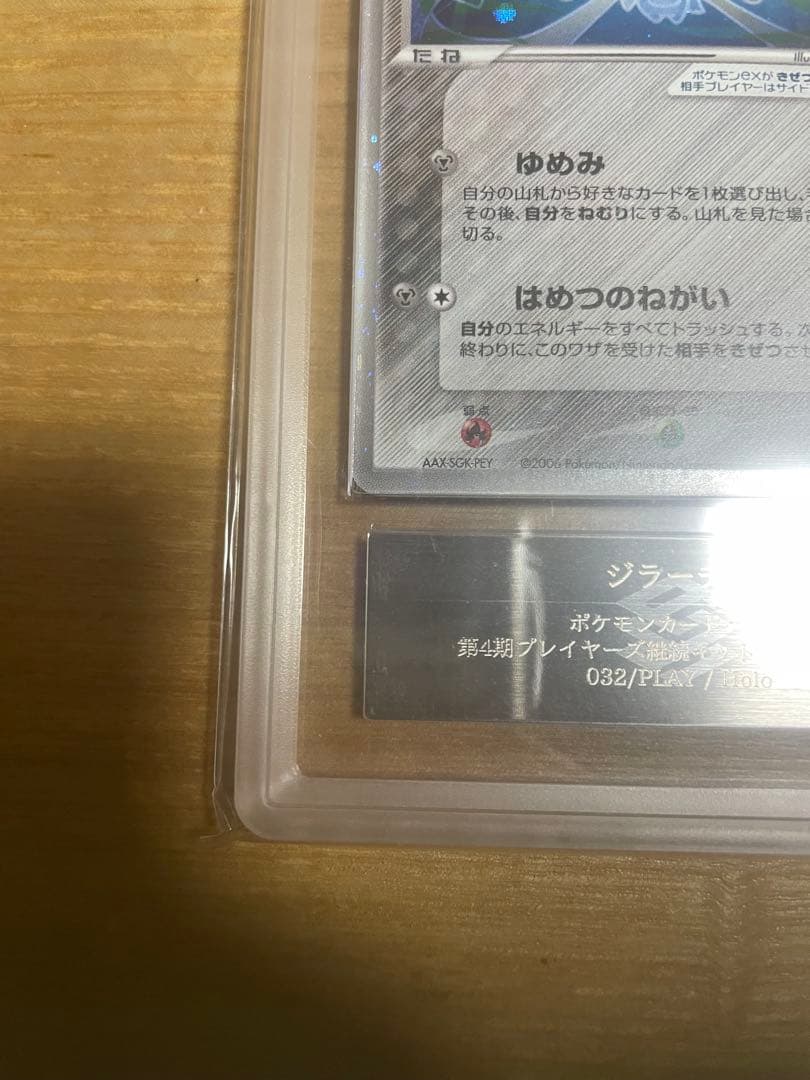 たね
Illu
ポケモンexが きぜつ
相手プレイヤーはサイド
ゆめみ
自分の山札から好きなカードを1枚選び出し、
その後、自分をねむりにする。山札を見た場合
切る。
はめつのねがい
自分のエネルギーをすべてトラッシュする。
終わりに、このワザを受けた相手をきぜつさせ
弱点
AAX-SGK-PEY ©2006 Pokémon/Nintendo
ジラー
ポケモンカード
第4期プレイヤーズ継続キット
032/PLAY / Holo